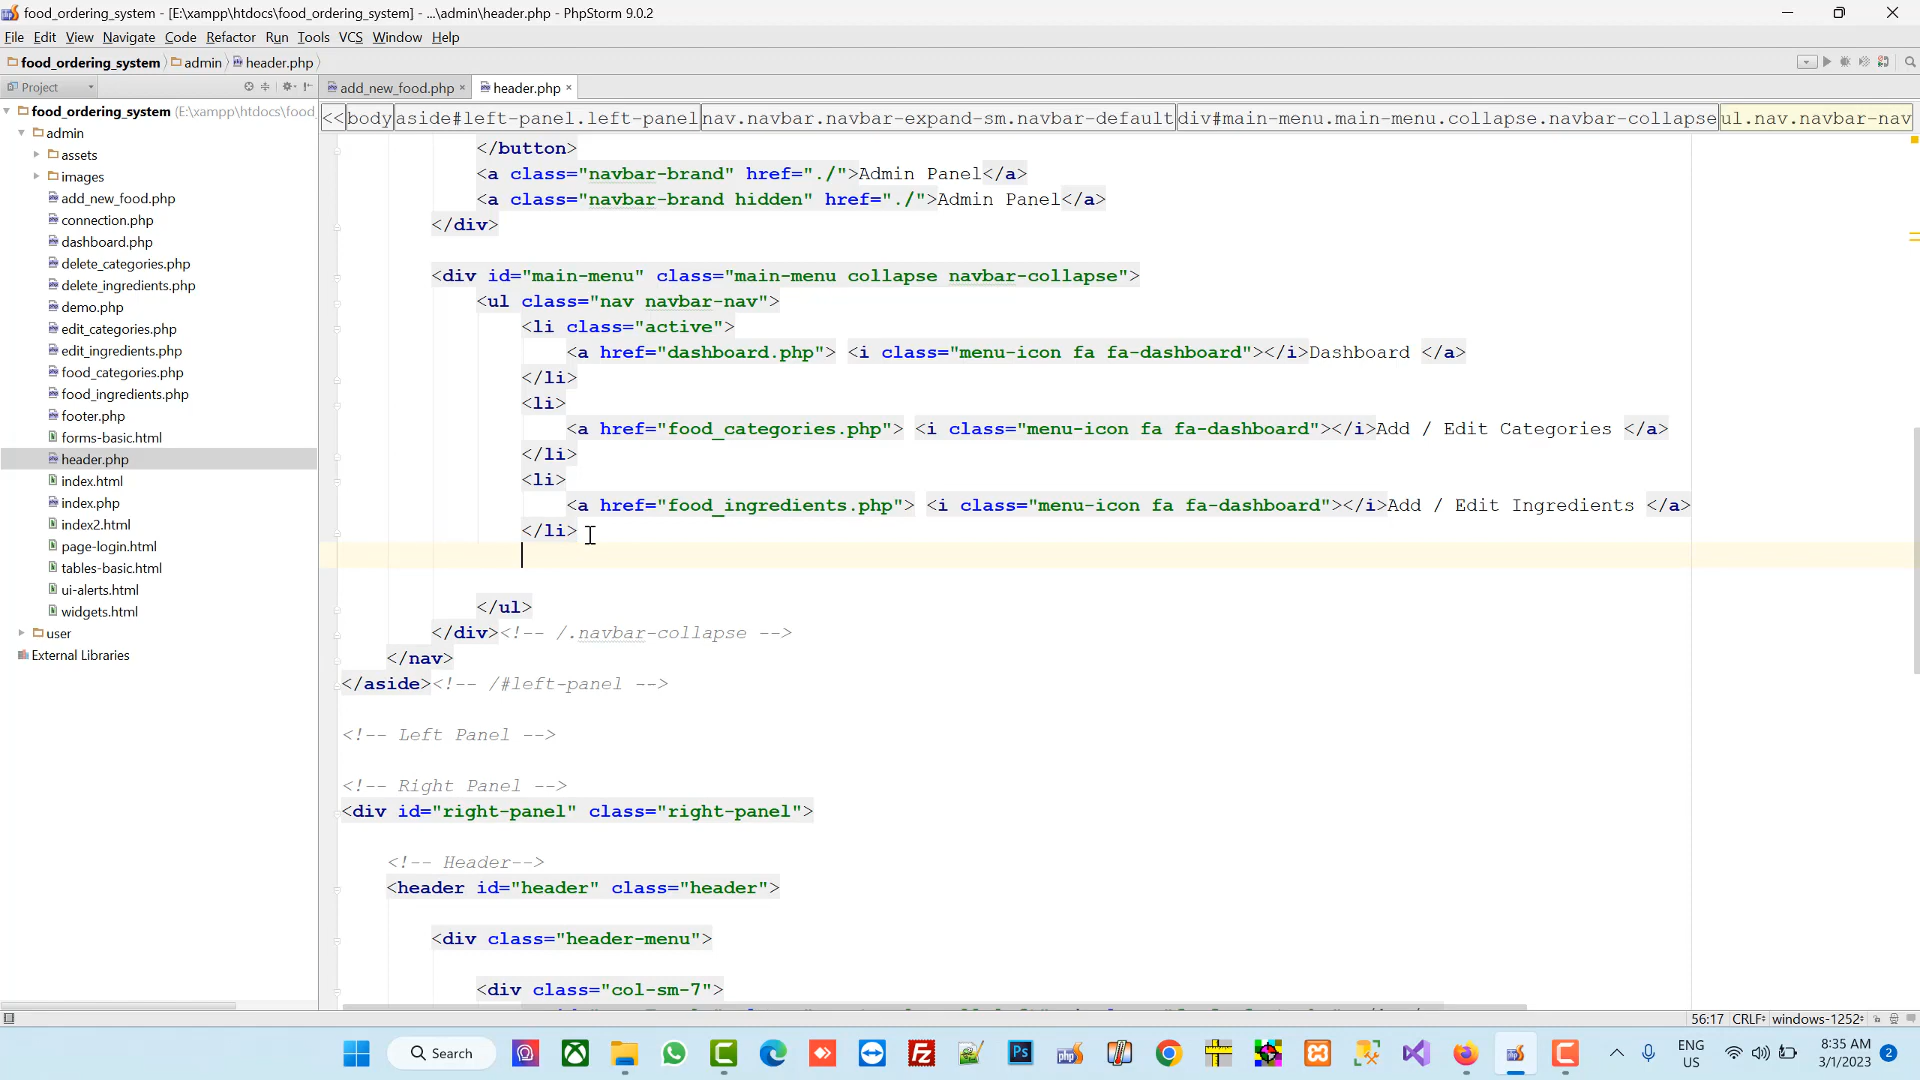 food_ordering_system - [E:\xampp\htdocs\food_ordering_system] - ...\admin\header.php - PhpStorm 9.0.2
File Edit View Navigate Code Refactor Run Tools VCS Window Help
food_ordering_system admin header.php
Project
add_new_food.php
header.php
<<body aside#left-panel.left-panel nav.navbar.navbar-expand-sm.navbar-default div#main-menu.main-menu.collapse.navbar-collapse ul.nav.navbar-nav
food_ordering_system (E:\xampp\htdocs\food_
admin
assets
images
add_new_food.php
connection.php
dashboard.php
delete_categories.php
delete_ingredients.php
demo.php
edit_categories.php
edit_ingredients.php
food_categories.php
food_ingredients.php
footer.php
forms-basic.html
header.php
index.html
index.php
index2.html
page-login.html
tables-basic.html
ui-alerts.html
widgets.html
user
External Libraries
</button>
<a class="navbar-brand" href="./">Admin Panel</a>
<a class="navbar-brand hidden" href="./">Admin Panel</a>
</div>
<div id="main-menu" class="main-menu collapse navbar-collapse">
<ul class="nav navbar-nav">
<li class="active">
<a href="dashboard.php"> <i class="menu-icon fa fa-dashboard"></i>Dashboard </a>
</li>
<li>
<a href="food_categories.php"> <i class="menu-icon fa fa-dashboard"></i>Add / Edit Categories </a>
</li>
<li>
<a href="food_ingredients.php"> <i class="menu-icon fa fa-dashboard"></i>Add / Edit Ingredients </a>
</li>
</ul>
</div><!-- /.navbar-collapse -->
</nav>
</aside><!-- /#left-panel -->
<!-- Left Panel -->
<!-- Right Panel -->
<div id="right-panel" class="right-panel">
<!-- Header-->
<header id="header" class="header">
<div class="header-menu">
<div class="col-sm-7">
56:17 CRLF windows-1252
Search
Ps
php
ENG
US
8:35 AM
3/1/2023
2